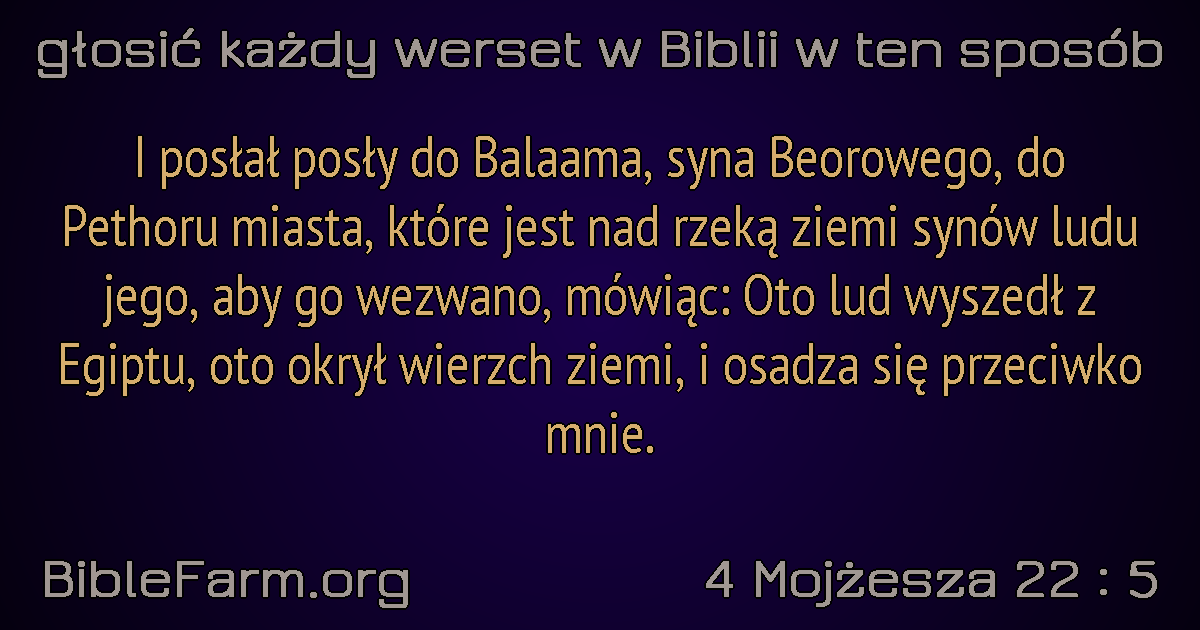 głosić każdy werset w Biblii w ten sposób
I posłał posły do Balaama, syna Beorowego, do
Pethoru miasta, które jest nad rzeką ziemi synów ludu
jego, aby go wezwano, mówiąc: Oto lud wyszedł z
Egiptu, oto okrył wierzch ziemi, i osadza się przeciwko
mnie.
BibleFarm.org
4 Mojżesza 22 : 5